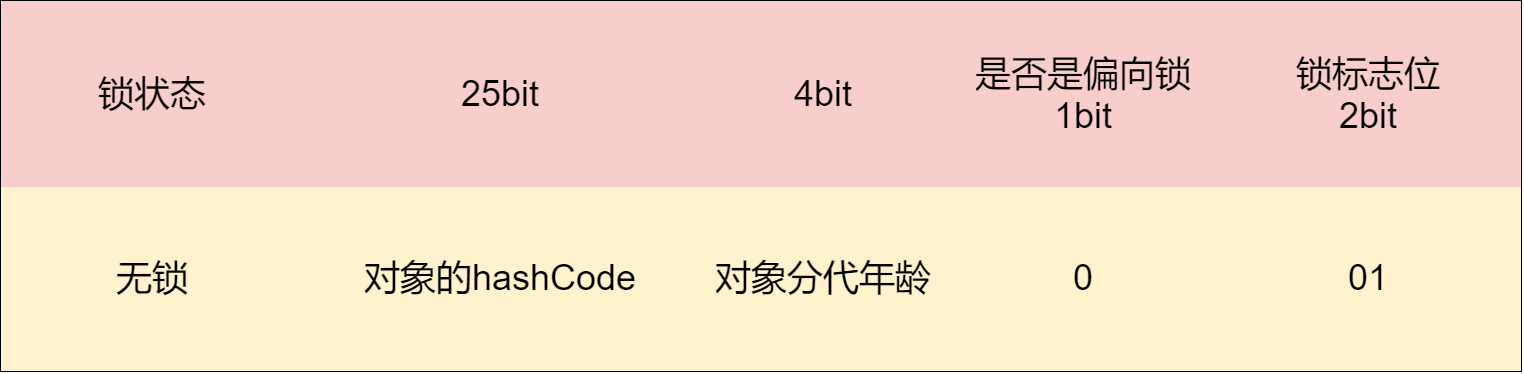 锁状态
25bit
4bit
是否是偏向锁
1bit
锁标志位
2bit
无锁
对象的hashCode
对象分代年龄
0
01